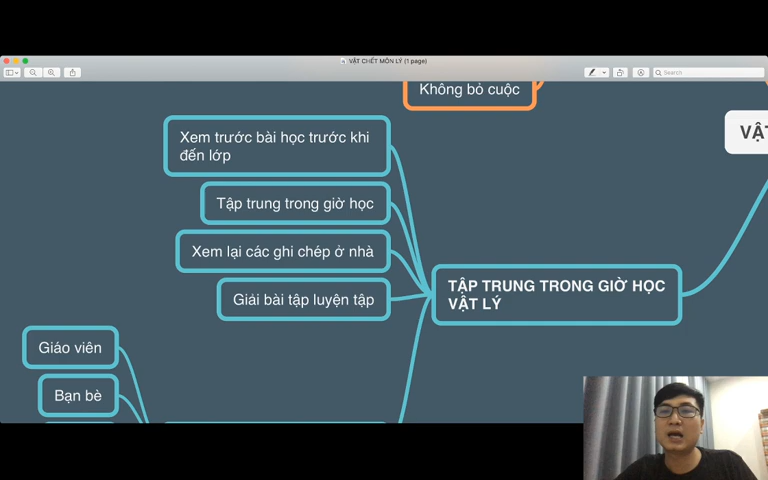 VẬT CHẾT MÔN LÝ (1 page)
Search
Không bỏ cuộc
Xem trước bài học trước khi
đến lớp
Tập trung trong giờ học
Xem lại các ghi chép ở nhà
Giải bài tập luyện tập
TẬP TRUNG TRONG GIỜ HỌC
VẬT LÝ
Giáo viên
Bạn bè